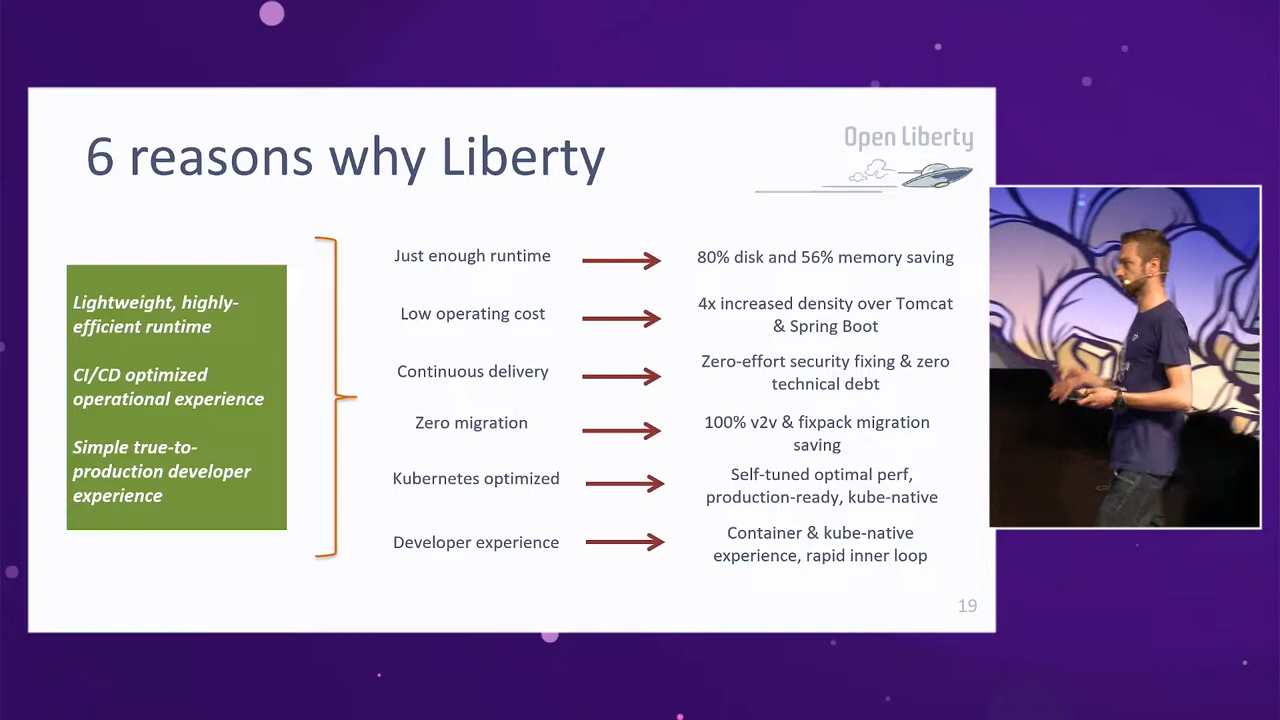 6 reasons why Liberty
Open Liberty
Lightweight, highly-
efficient runtime
CI/CD optimized
operational experience
Simple true-to-
production developer
experience
Just enough runtime
80% disk and 56% memory saving
Low operating cost
4x increased density over Tomcat
& Spring Boot
Continuous delivery
Zero-effort security fixing & zero
technical debt
Zero migration
100% v2v & fixpack migration
saving
Kubernetes optimized
Self-tuned optimal perf,
production-ready, kube-native
Developer experience
Container & kube-native
experience, rapid inner loop
19